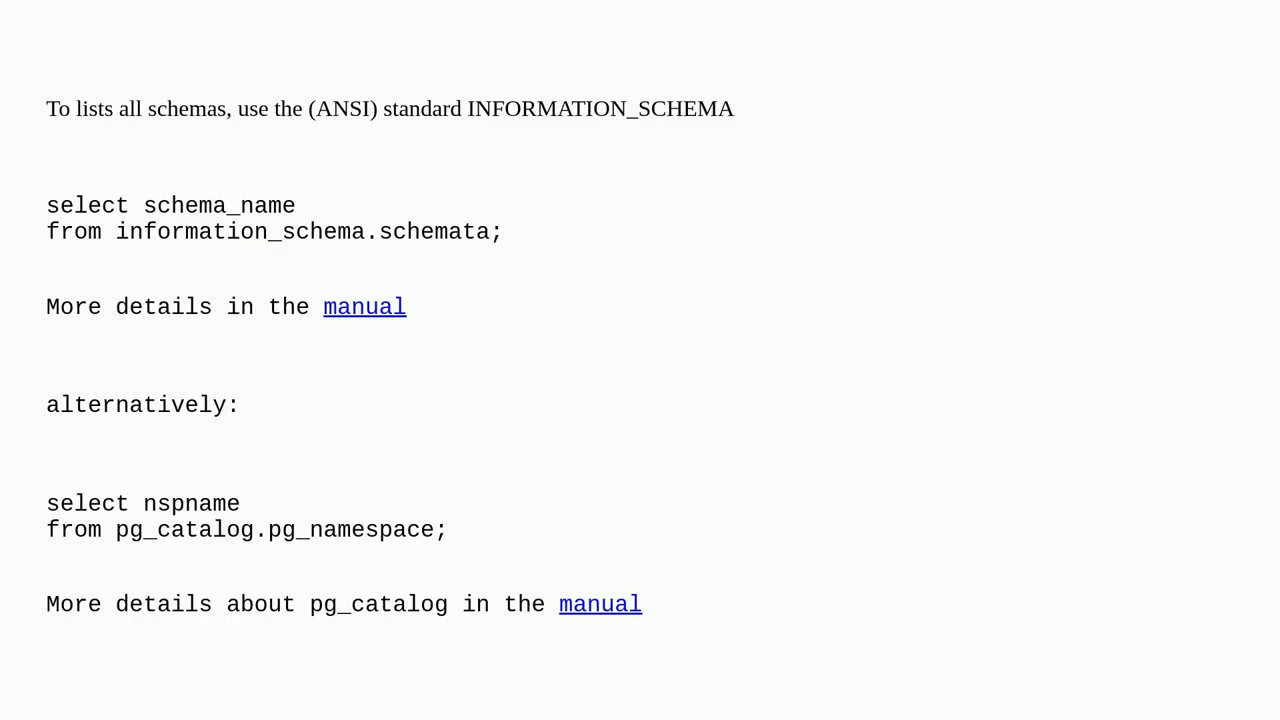 To lists all schemas, use the (ANSI) standard INFORMATION_SCHEMA
select schema_name
from information_schema.schemata;
More details in the manual
alternatively:
select nspname
from pg_catalog.pg_namespace;
More details about pg_catalog in the manual